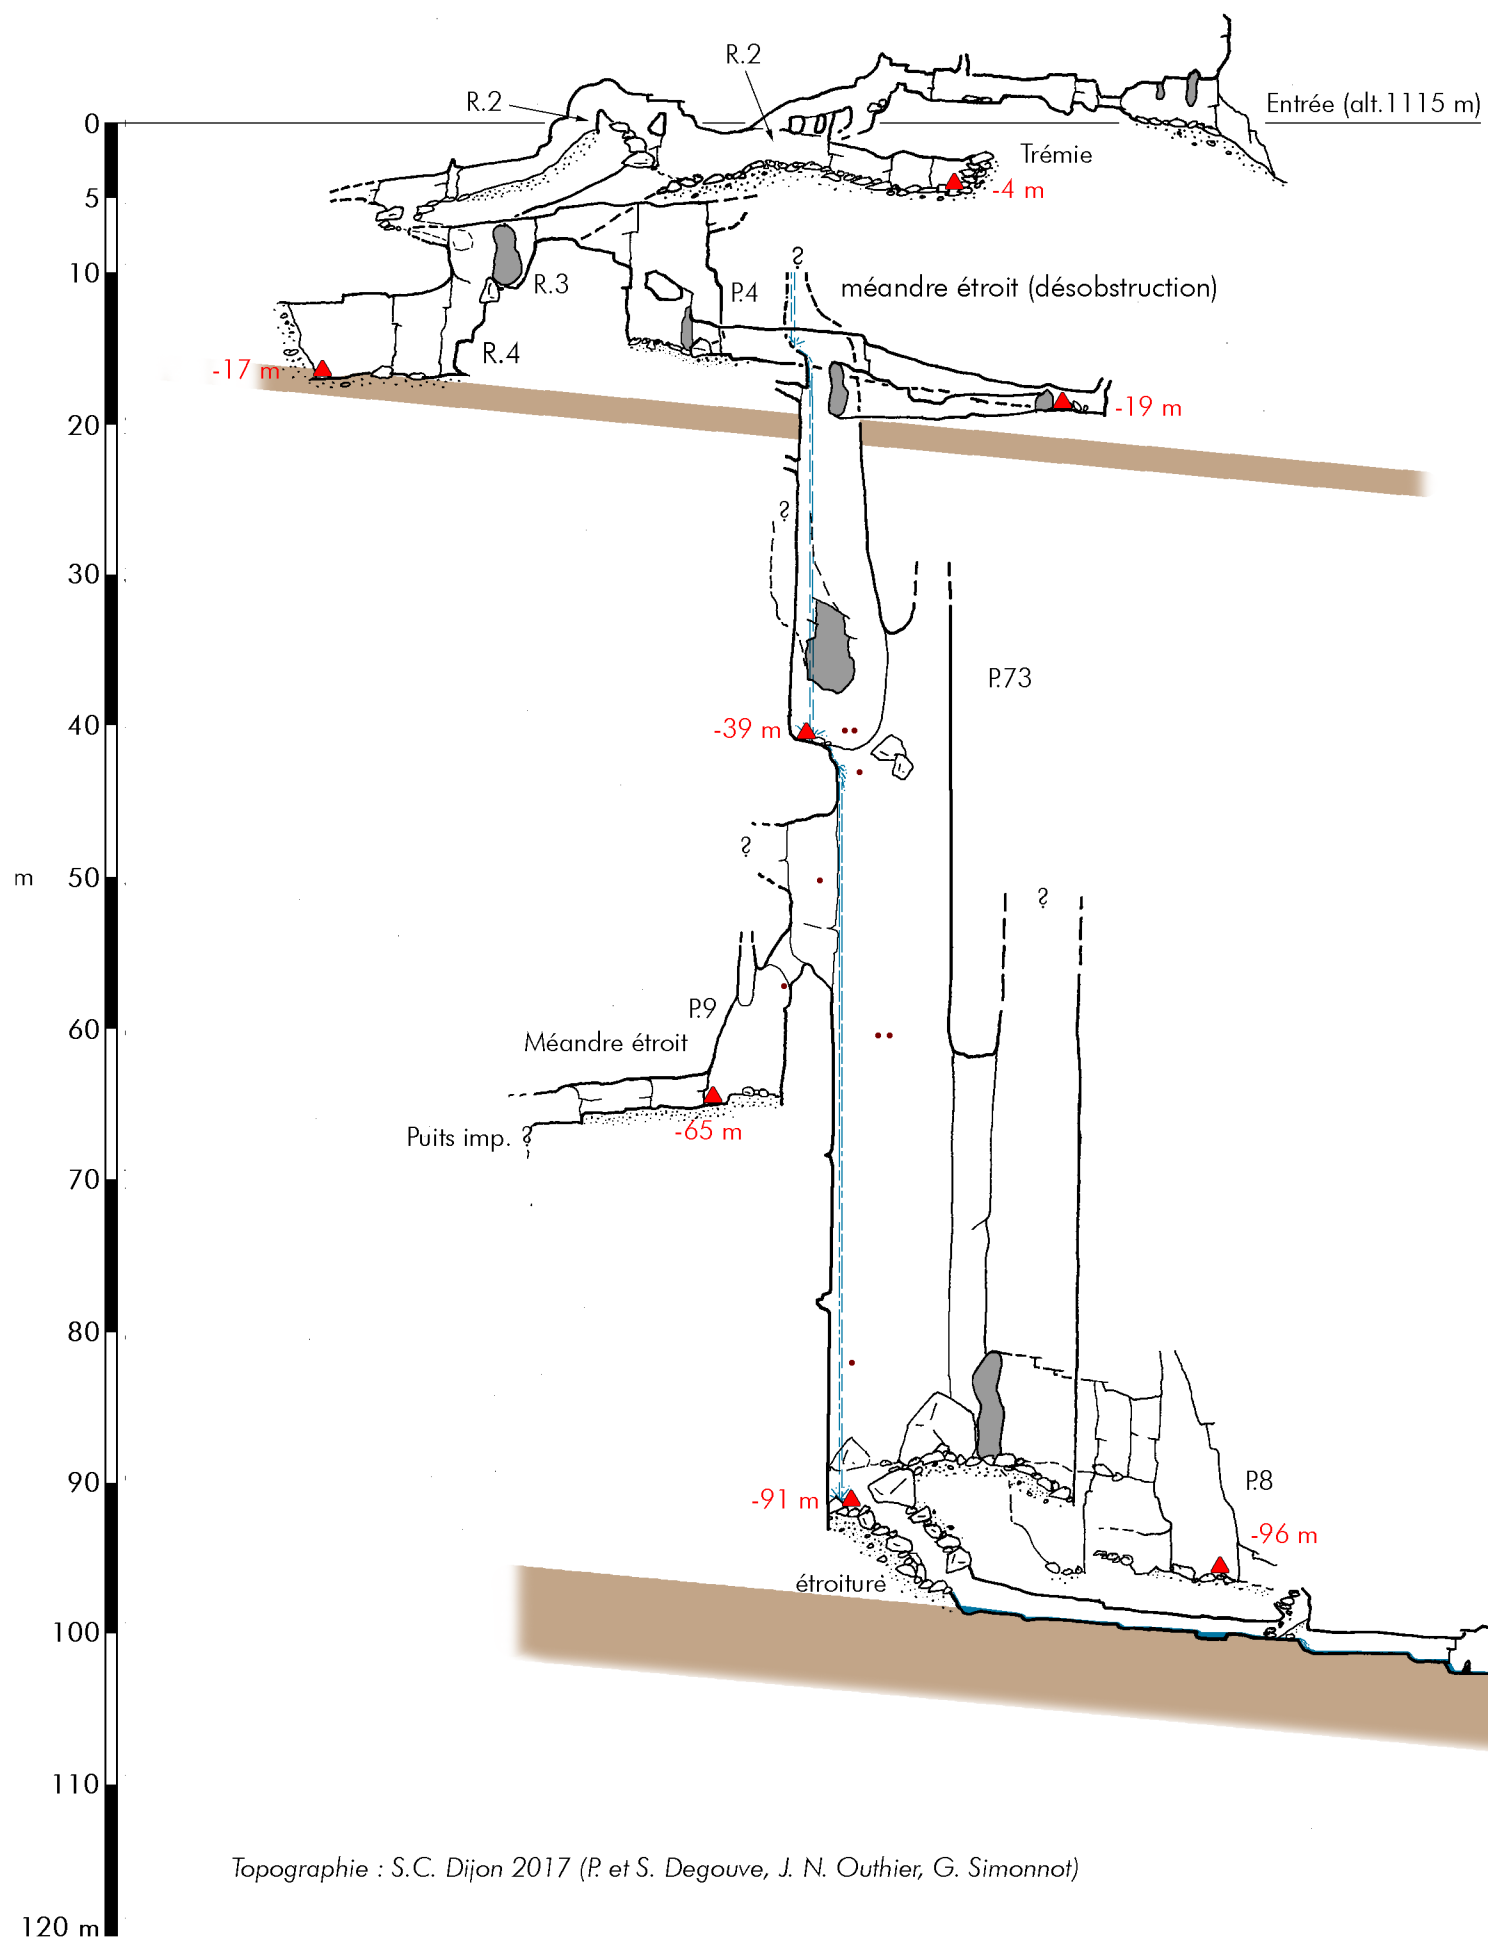 R.2
R.2
Entrée (alt.1115 m)
0
Trémie
-4 m
5
10
R.3
P.4
?
méandre étroit (désobstruction)
R.4
-17 m
-19 m
20
?
30
P.73
-39 m
40
?
m
50
?
P.9
60
Méandre étroit
Puits imp. ?
-65 m
70
80
90
P.8
-91 m
-96 m
étroiture
100
110
Topographie : S.C. Dijon 2017 (P. et S. Degouve, J. N. Outhier, G. Simonnot)
120 m